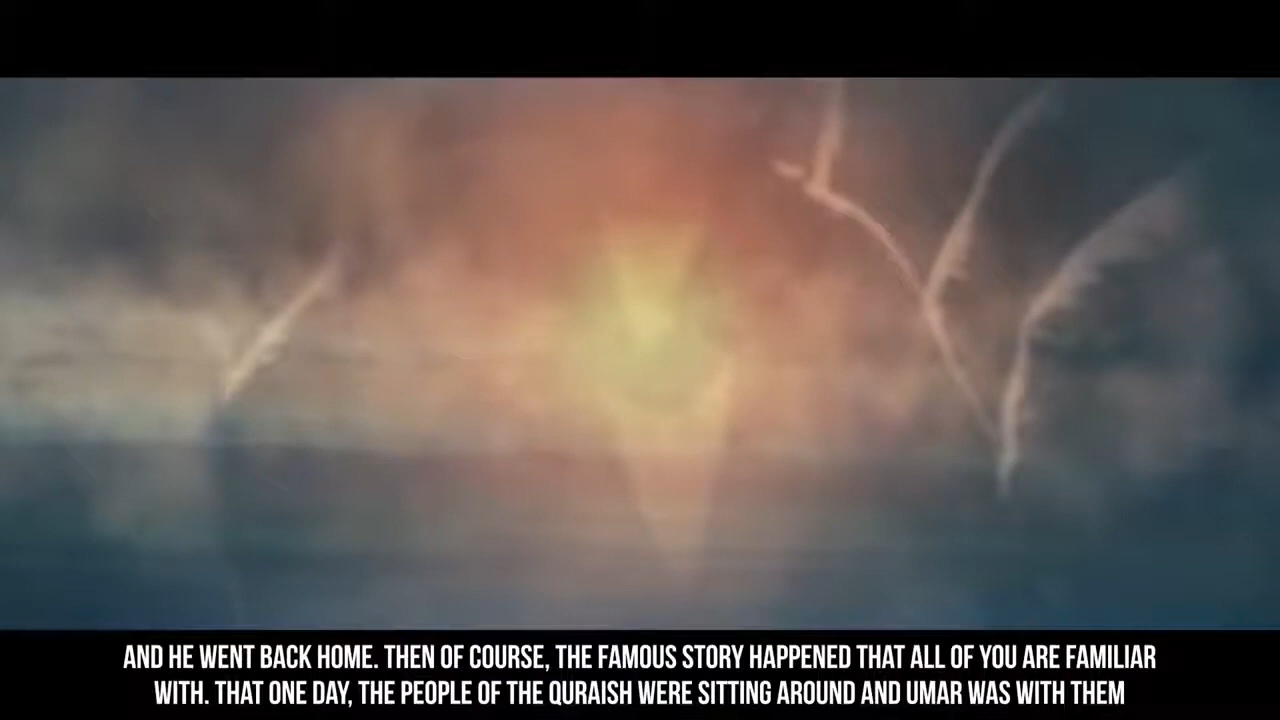 AND HE WENT BACK HOME. THEN OF COURSE, THE FAMOUS STORY HAPPENED THAT ALL OF YOU ARE FAMILIAR
WITH. THAT ONE DAY, THE PEOPLE OF THE QURAISH WERE SITTING AROUND AND UMAR WAS WITH THEM